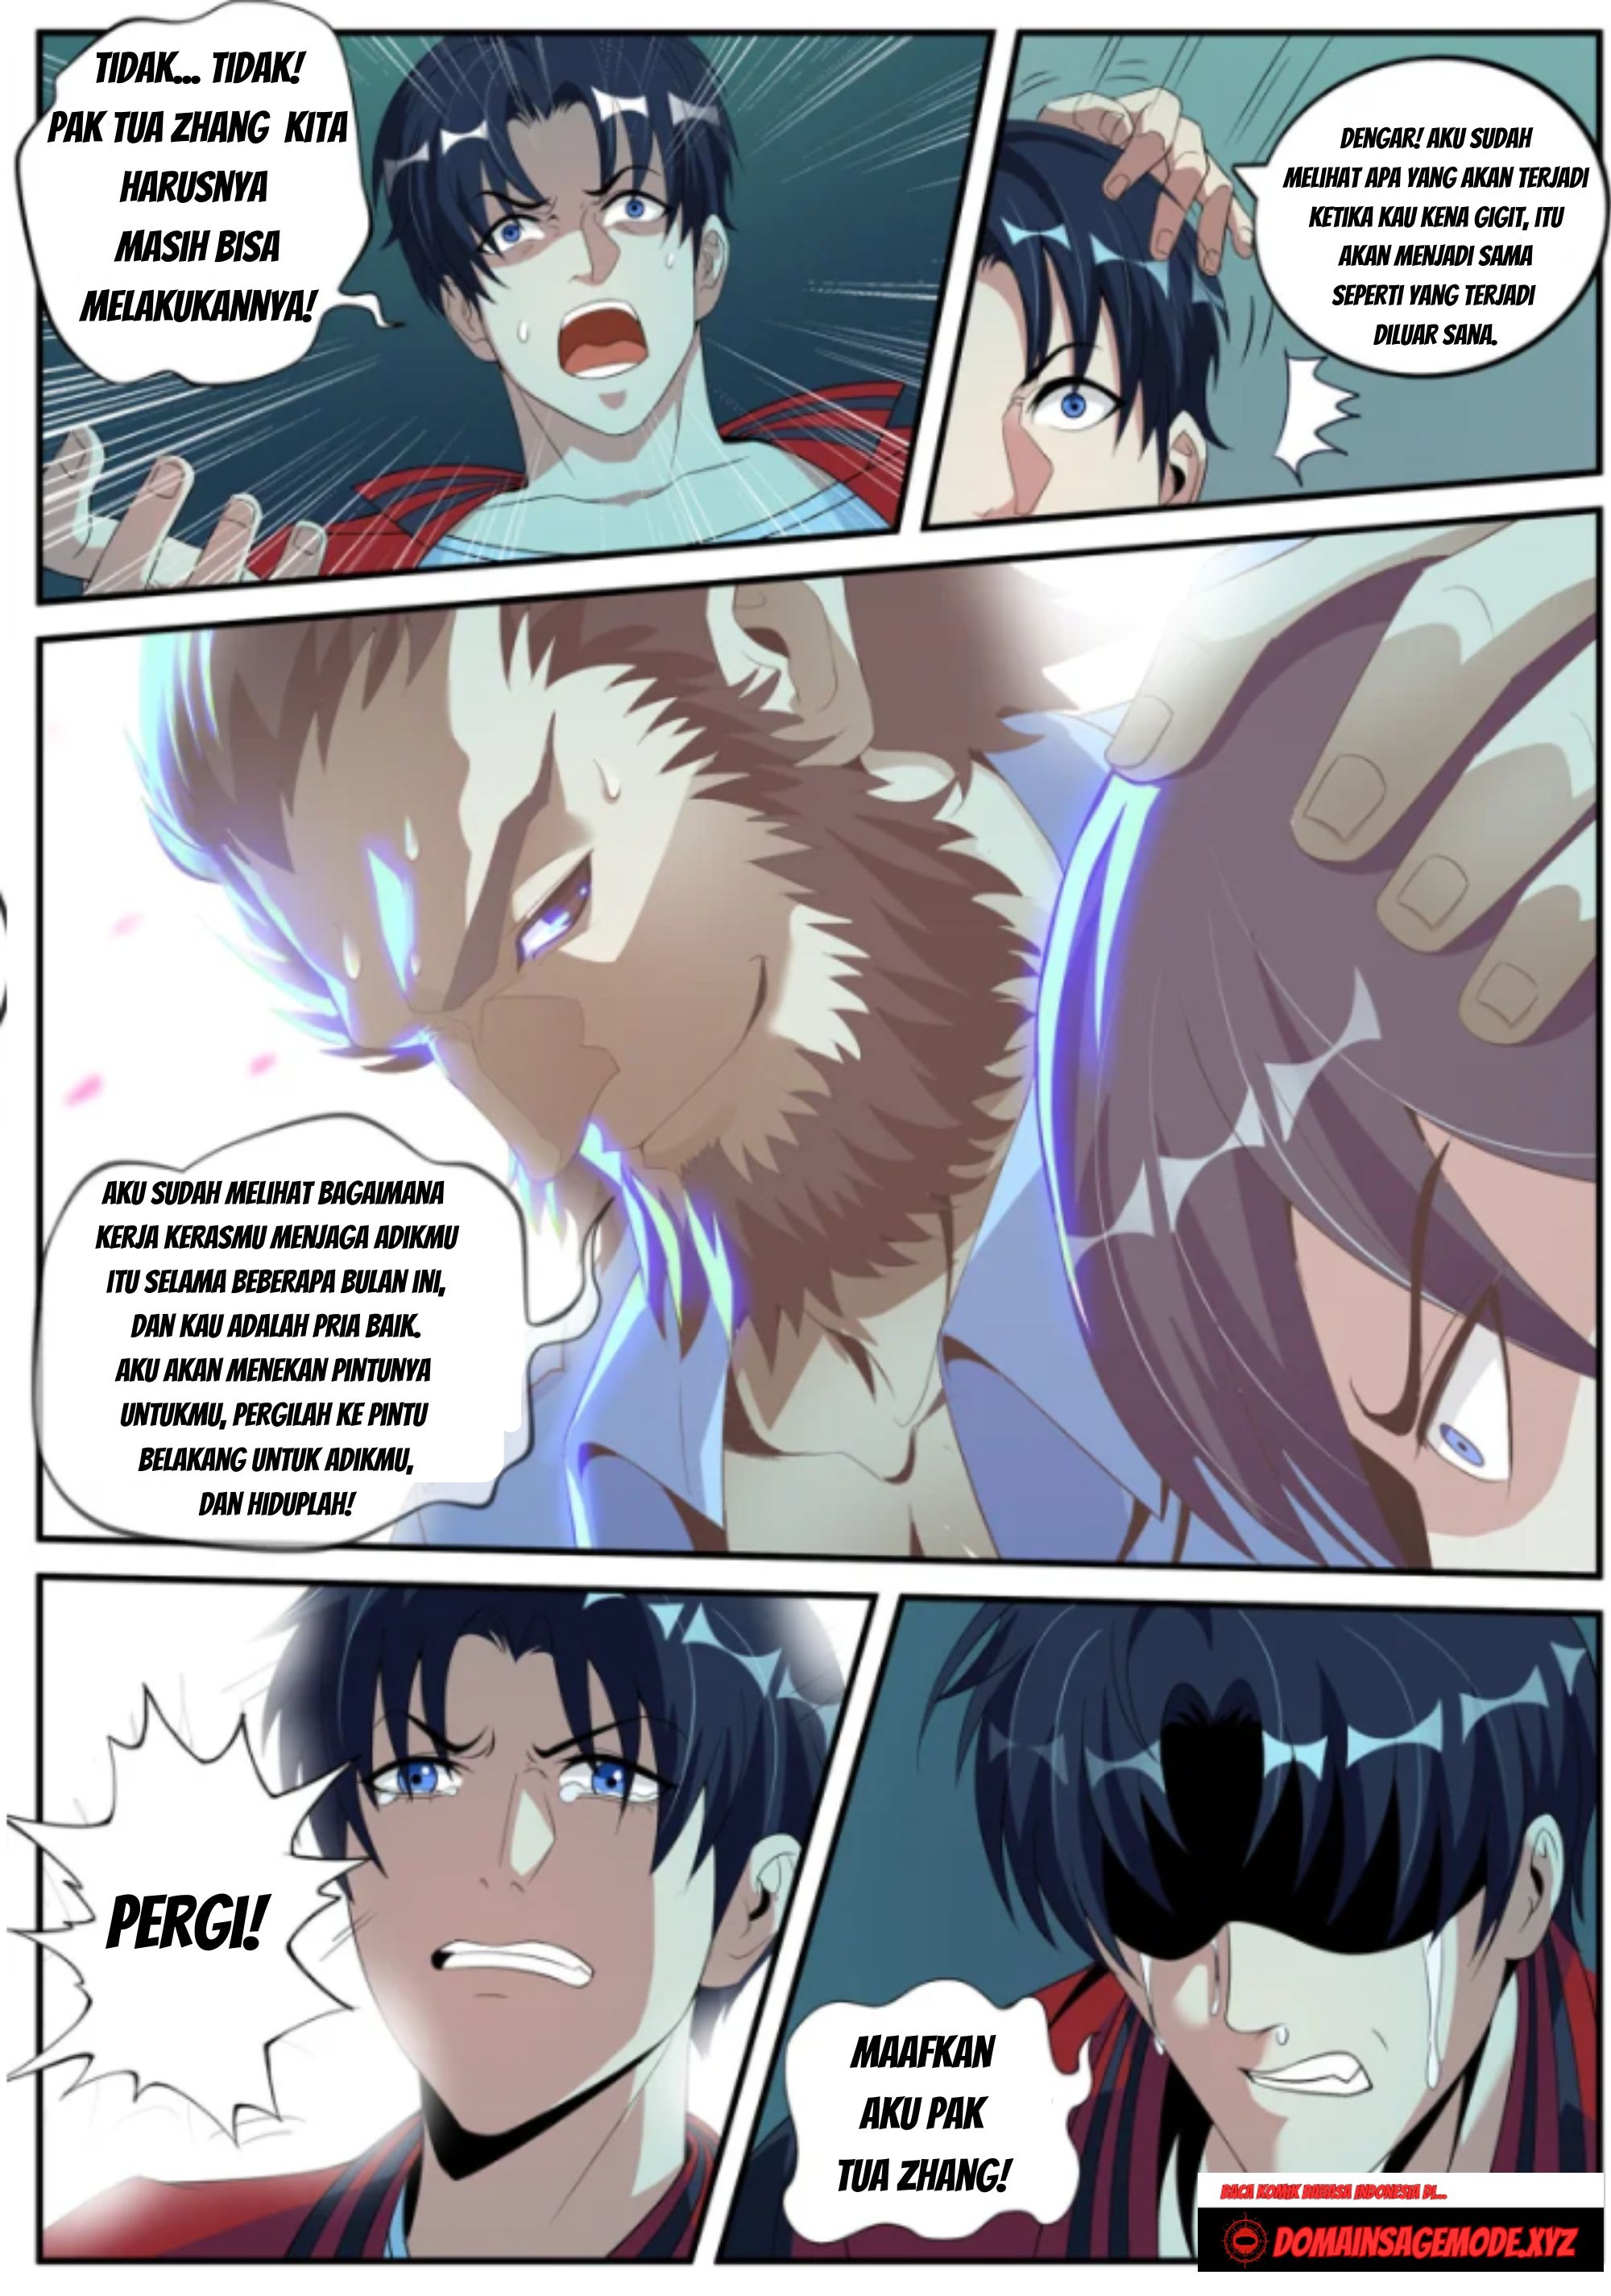 TIDAK... TIDAK!
PAK TUA ZHANG KITA
HARUSNYA
MASIH BISA
MELAKUKANNYA!
DENGAR! AKU SUDAH
MELIHAT APA YANG AKAN TERJADI
KETIKA KAU KENA GIGIT, ITU
AKAN MENJADI SAMA
SEPERTI YANG TERJADI
DILUAR SANA.
AKU SUDAH MELIHAT BAGAIMANA
KERJA KERASMU MENJAGA ADIKMU
ITU SELAMA BEBERAPA BULAN INI,
DAN KAU ADALAH PRIA BAIK.
AKU AKAN MENEKAN PINTUNYA
UNTUKMU, PERGILAH KE PINTU
BELAKANG UNTUK ADIKMU,
DAN HIDUPLAH!
PERGI!
MAAFKAN
AKU PAK
TUA ZHANG!
BACA KOMIK BAHASA INDONESIA DI...
DOMAINSAGEMODE.XYZ